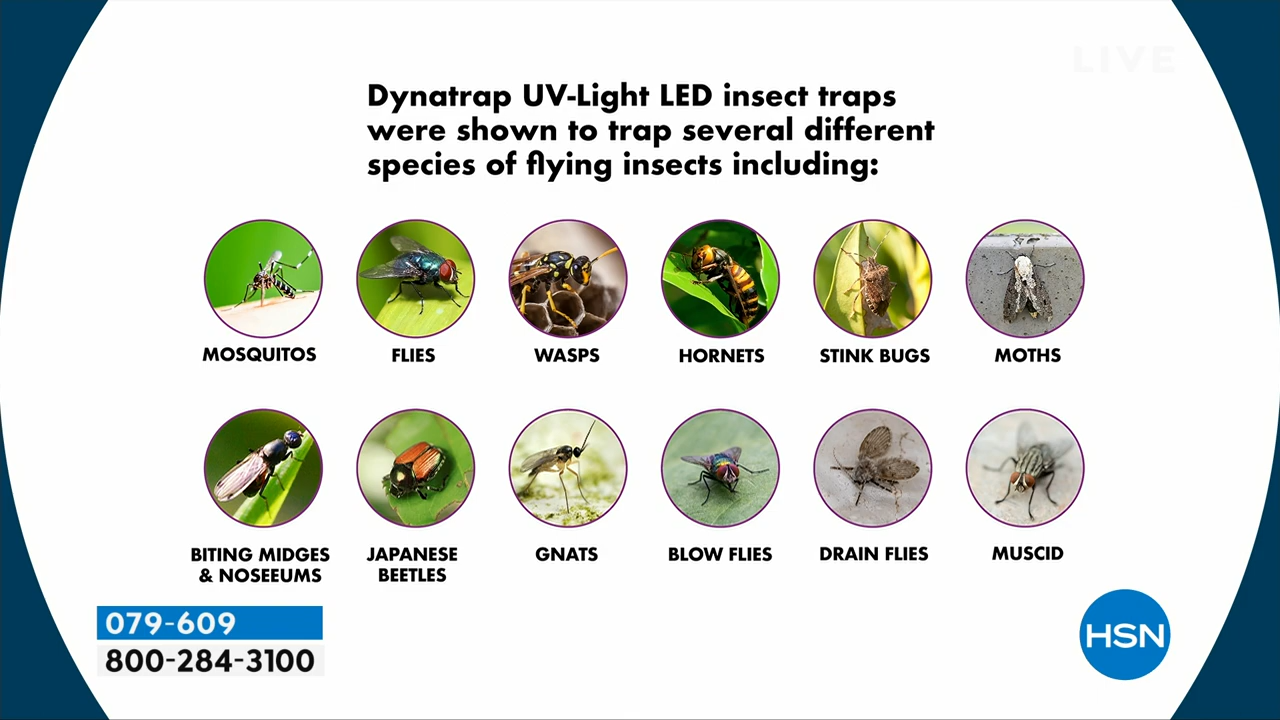 LIVE
Dynatrap UV-Light LED insect traps
were shown to trap several different
species of flying insects including:
MOSQUITOS
FLIES
WASPS
HORNETS
STINK BUGS
MOTHS
BITING MIDGES
& NOSEEUMS
JAPANESE
BEETLES
GNATS
BLOW FLIES
DRAIN FLIES
MUSCID
079-609
800-284-3100
HSN